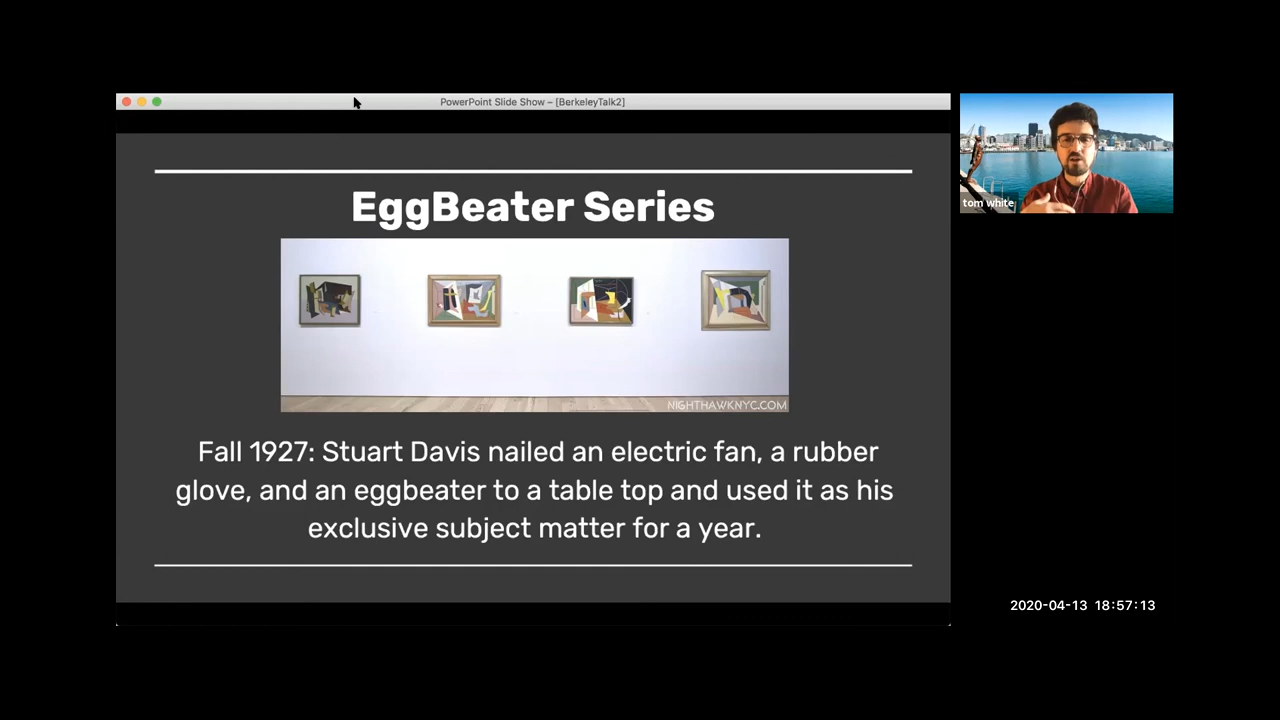 PowerPoint Slide Show – [BerkeleyTalk2]
EggBeater Series
NIGHTHAWKNYC.COM
Fall 1927: Stuart Davis nailed an electric fan, a rubber
glove, and an eggbeater to a table top and used it as his
exclusive subject matter for a year.
tom white
2020-04-13 18:57:13